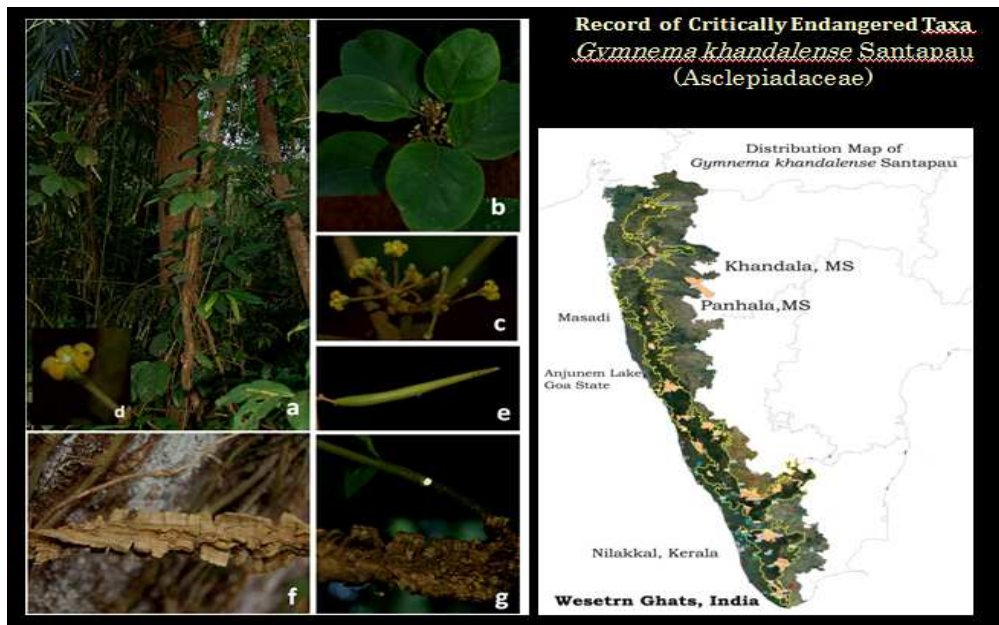 Record of Critically Endangered Taxa
Gymnema khandalense Santapau
(Asclepiadaceae)
Distribution Map of
Gymnema khandalense Santapau
Khandala, MS
Panhala,MS
Masadi
Anjunem Lake,
Goa State
Nilakkal, Kerala
Wesetrn Ghats, India
a
b
c
d
e
f
g